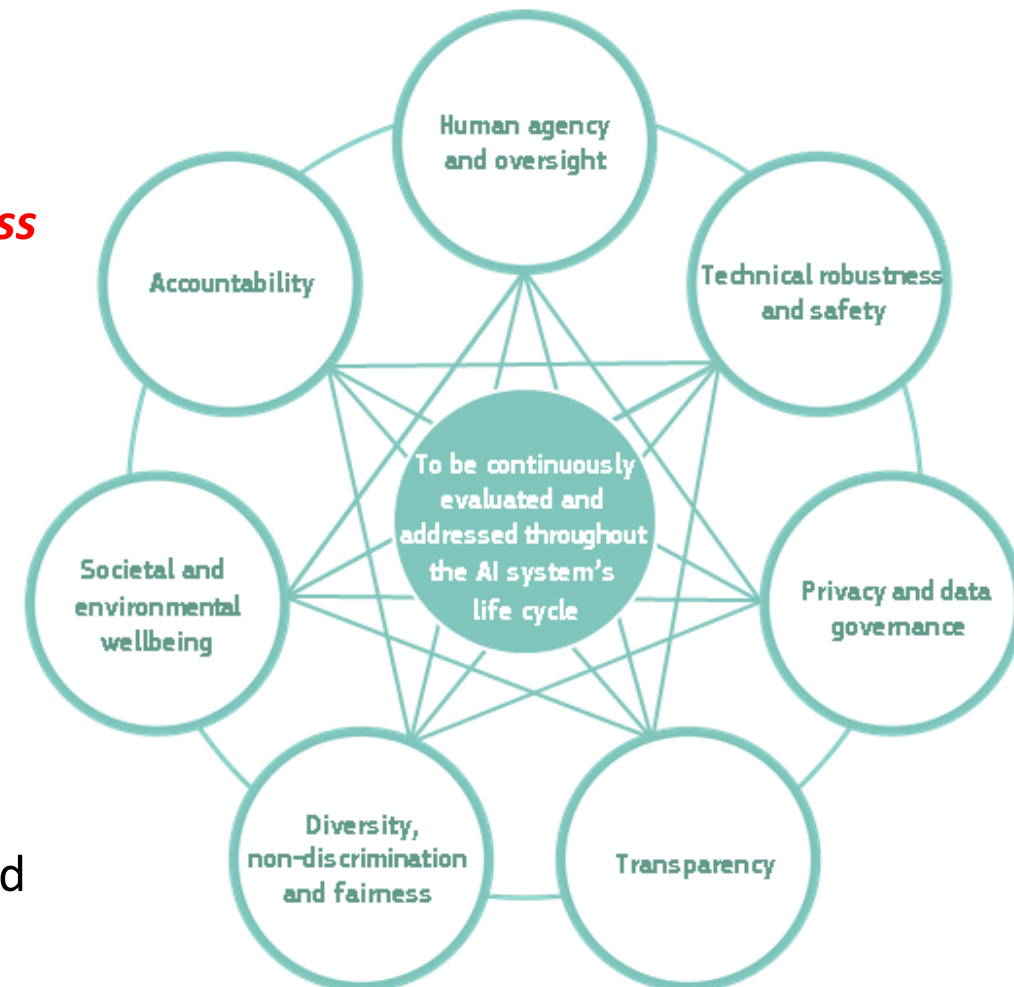 Human agency
and oversight
ss
Accountability
Technical robustness
and safety
To be continuously
evaluated and
addressed throughout
the AI system's
life cycle
Societal and
environmental
wellbeing
Privacy and data
governance
Diversity,
non-discrimination
and fairness
Transparency
d